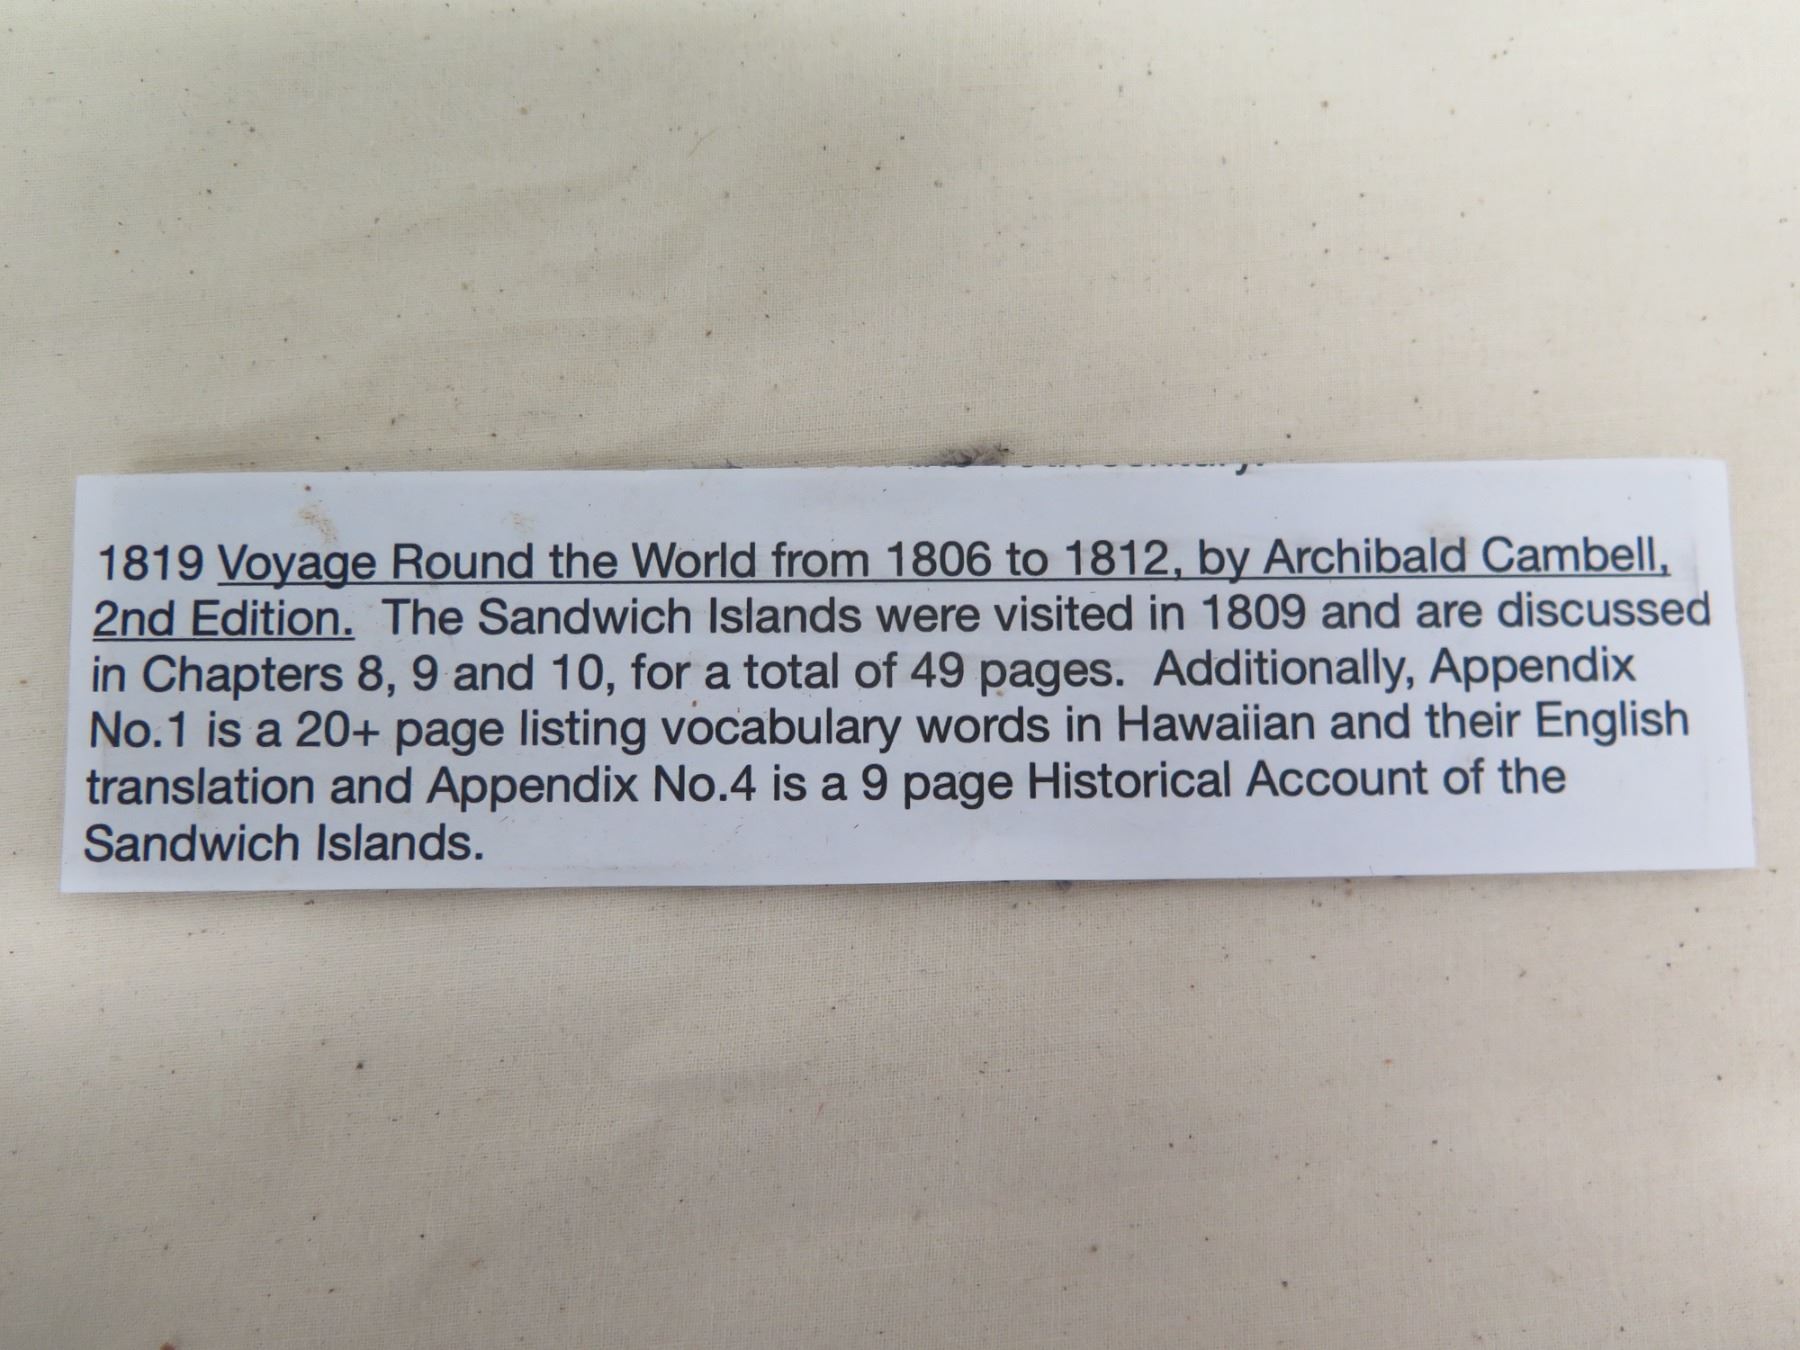 1819 Voyage Round the World from 1806 to 1812, by Archibald Cambell,
2nd Edition. The Sandwich Islands were visited in 1809 and are discussed
in Chapters 8, 9 and 10, for a total of 49 pages. Additionally, Appendix
No.1 is a 20+ page listing vocabulary words in Hawaiian and their English
translation and Appendix No.4 is a 9 page Historical Account of the
Sandwich Islands.